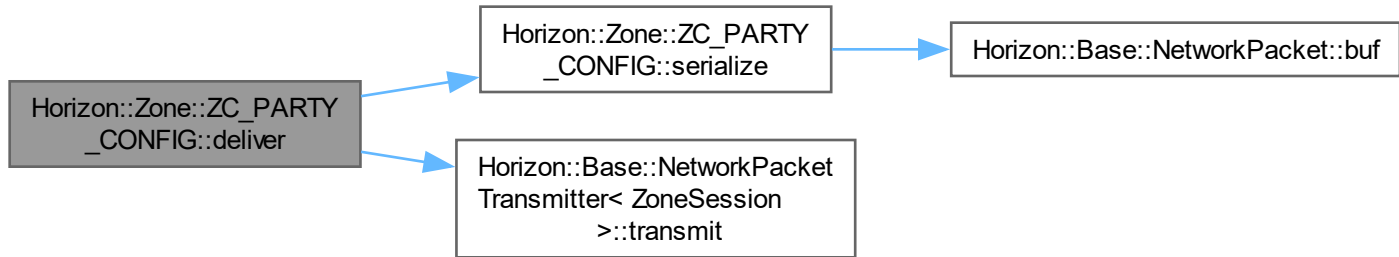 Horizon::Zone::ZC_PARTY
_CONFIG::deliver
Horizon::Zone::ZC_PARTY
_CONFIG::serialize
Horizon::Base::NetworkPacket::buf
Horizon::Base::NetworkPacket
Transmitter< ZoneSession
>::transmit